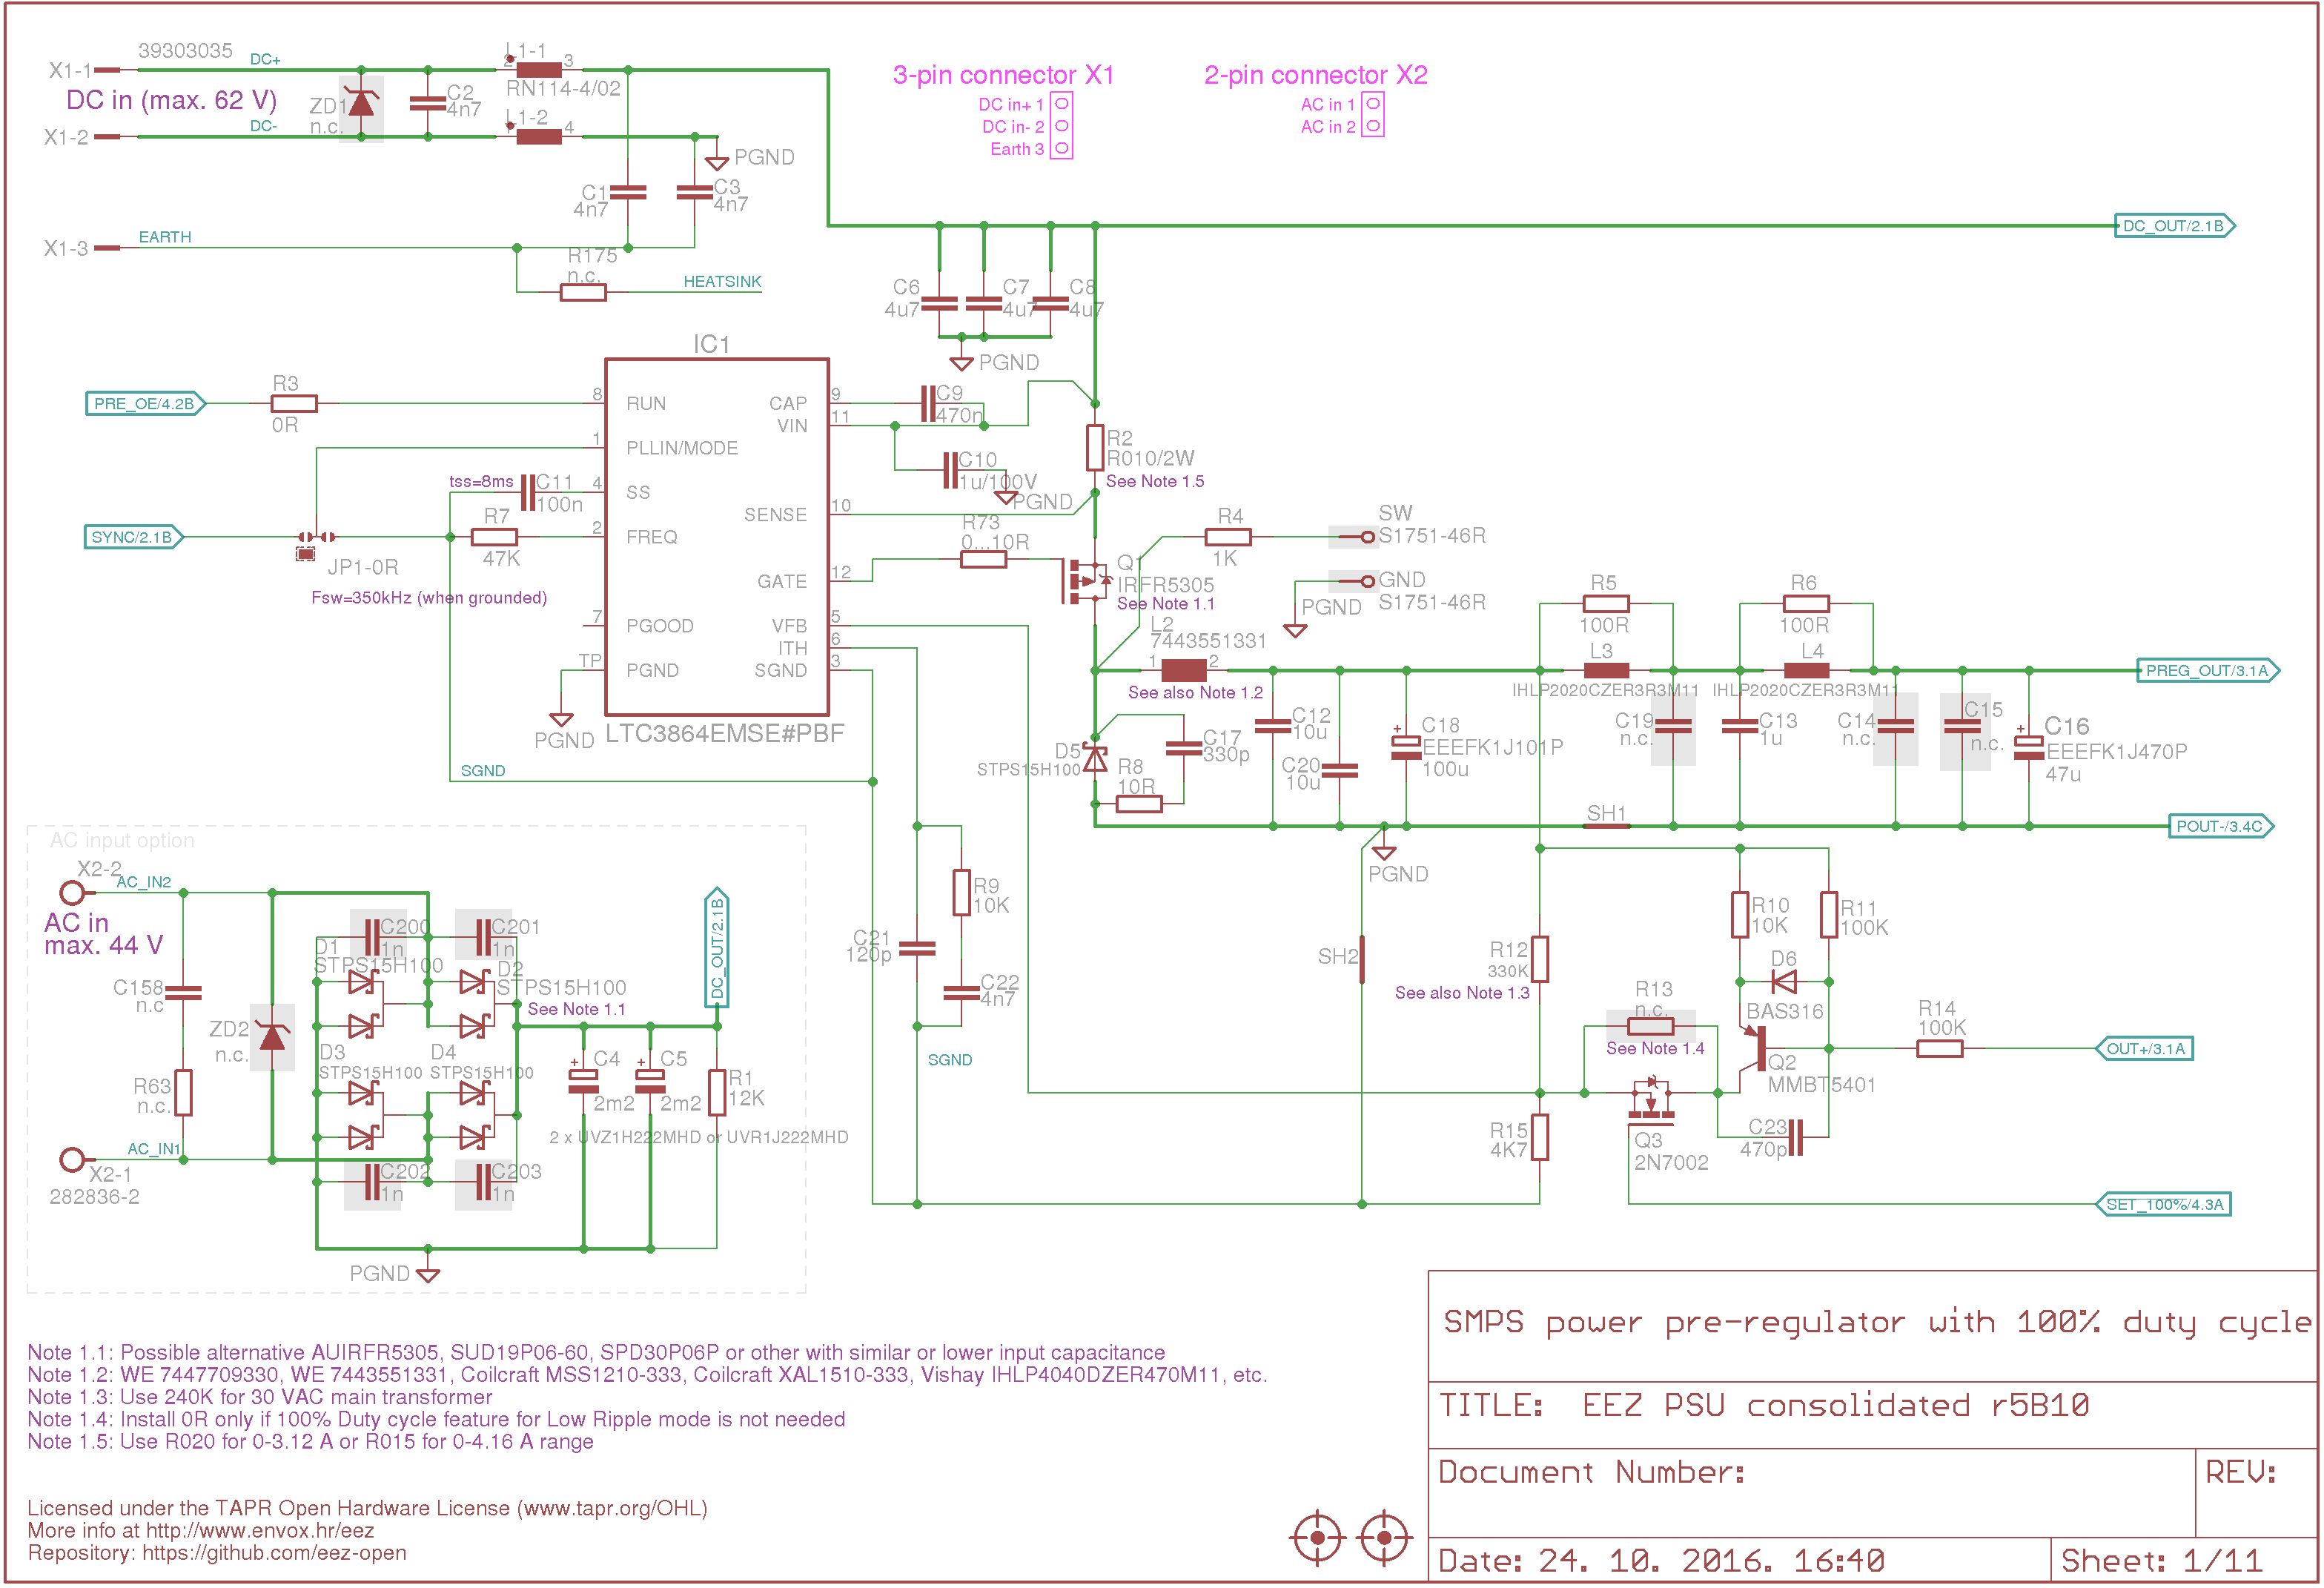 39303035
X1-1
DC+
DC in (max. 62 V)
ZD1
n.c.
C2
4n7
DC-
X1-2
L1-1
2
3
RN114-4/02
L1-2
1
4
PGND
C1
4n7
C3
4n7
X1-3
EARTH
R175
n.c.
HEATSINK
3-pin connector X1
DC in+ 1
DC in- 2
Earth 3
2-pin connector X2
AC in 1
AC in 2
DC_OUT/2.1B
C6
4u7
C7
4u7
C8
4u7
PGND
IC1
PRE_OE/4.2B
R3
0R
8
RUN
1
PLLIN/MODE
tss=8ms
C11
100n
4
SS
SYNC/2.1B
R7
47K
2
FREQ
JP1-0R
Fsw=350kHz (when grounded)
7
PGOOD
TP
PGND
PGND
LTC3864EMSE#PBF
CAP
9
VIN
11
SENSE
10
GATE
12
VFB
5
ITH
6
SGND
3
SGND
C9
470n
C10
1u/100V
PGND
R2
R010/2W
See Note 1.5
R73
0...10R
Q1
IRFR5305
See Note 1.1
R4
1K
SW
S1751-46R
GND
S1751-46R
PGND
L2
7443551331
1
2
See also Note 1.2
D5
STPS15H100
C17
330p
R8
10R
C12
10u
C20
10u
C18
EEEFK1J101P
100u
R5
100R
L3
IHLP2020CZER3R3M11
R6
100R
L4
IHLP2020CZER3R3M11
C19
n.c.
C13
1u
C14
n.c.
C15
n.c.
C16
EEEFK1J470P
47u
PREG_OUT/3.1A
SH1
POUT-/3.4C
PGND
SH2
AC input option
X2-2
AC_IN2
AC in
max. 44 V
C158
n.c
R63
n.c.
ZD2
n.c.
AC_IN1
X2-1
282836-2
C200
1n
C201
1n
D1
STPS15H100
D2
STPS15H100
See Note 1.1
D3
STPS15H100
D4
STPS15H100
C202
1n
C203
1n
DC_OUT/2.1B
C4
2m2
C5
2m2
R1
12K
2 x UVZ1H222MHD or UVR1J222MHD
PGND
C21
120p
R9
10K
C22
4n7
SGND
R12
330K
See also Note 1.3
R15
4K7
R10
10K
R11
100K
D6
BAS316
R13
n.c.
See Note 1.4
Q2
MMBT5401
R14
100K
OUT+/3.1A
Q3
2N7002
C23
470p
SET_100%/4.3A
Note 1.1: Possible alternative AUIRFR5305, SUD19P06-60, SPD30P06P or other with similar or lower input capacitance
Note 1.2: WE 7447709330, WE 7443551331, Coilcraft MSS1210-333, Coilcraft XAL1510-333, Vishay IHLP4040DZER470M11, etc.
Note 1.3: Use 240K for 30 VAC main transformer
Note 1.4: Install 0R only if 100% Duty cycle feature for Low Ripple mode is not needed
Note 1.5: Use R020 for 0-3.12 A or R015 for 0-4.16 A range
Licensed under the TAPR Open Hardware License (www.tapr.org/OHL)
More info at http://www.envox.hr/eez
Repository: https://github.com/eez-open
SMPS power pre-regulator with 100% duty cycle
TITLE: EEZ PSU consolidated r5B10
Document Number:
REV:
Date: 24. 10. 2016. 16:40
Sheet: 1/11